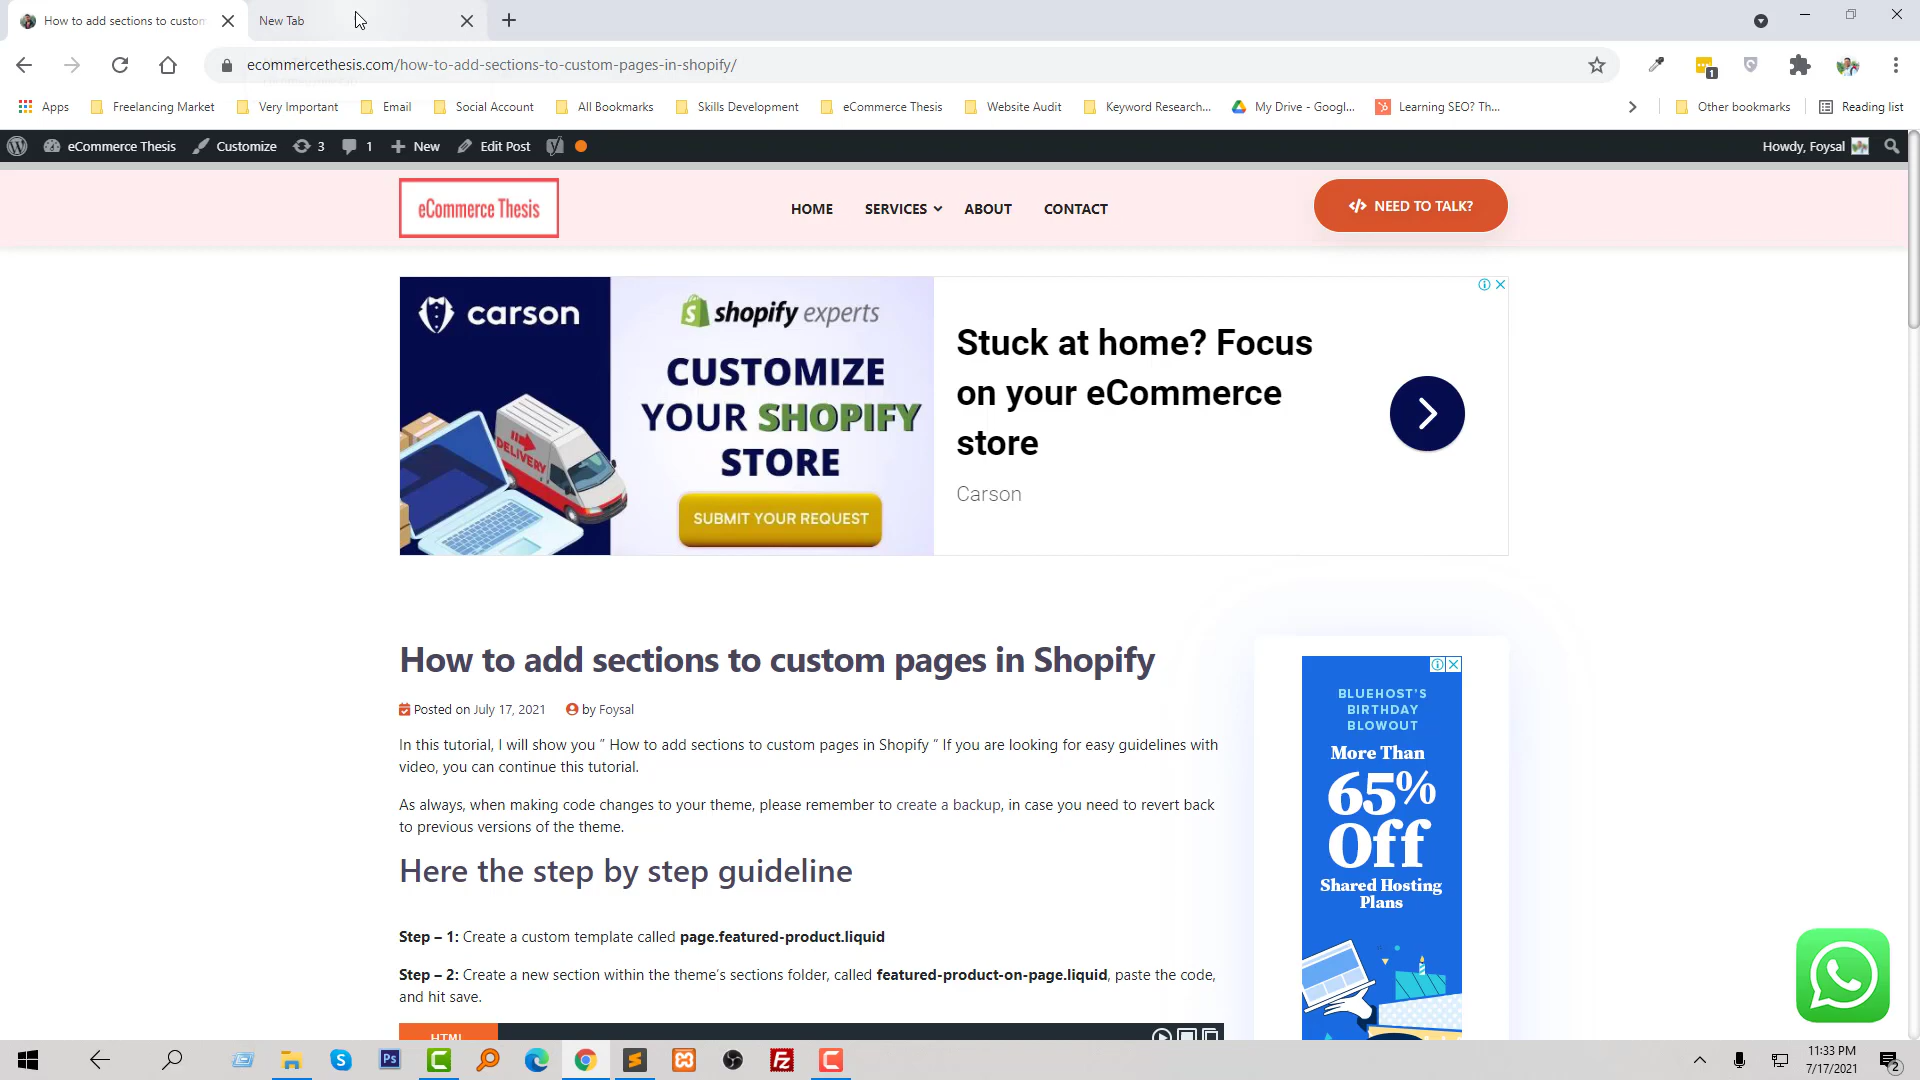 How to add sections to custom
New Tab
ecommercethesis.com/how-to-add-sections-to-custom-pages-in-shopify/
1
Apps
Freelancing Market
Very Important
Email
Social Account
All Bookmarks
Skills Development
eCommerce Thesis
Website Audit
Keyword Research...
My Drive - Googl...
Learning SEO? Th...
Other bookmarks
Reading list
eCommerce Thesis
Customize
3
1
New
Edit Post
Howdy, Foysal
eCommerce Thesis
HOME
SERVICES
ABOUT
CONTACT
</> NEED TO TALK?
carson
DELIVERY
shopify experts
CUSTOMIZE
YOUR SHOPIFY
STORE
SUBMIT YOUR REQUEST
Stuck at home? Focus
on your eCommerce
store
Carson
How to add sections to custom pages in Shopify
Posted on July 17, 2021 by Foysal
In this tutorial, I will show you " How to add sections to custom pages in Shopify " If you are looking for easy guidelines with
video, you can continue this tutorial.
As always, when making code changes to your theme, please remember to create a backup, in case you need to revert back
to previous versions of the theme.
Here the step by step guideline
Step – 1: Create a custom template called page.featured-product.liquid
Step – 2: Create a new section within the theme's sections folder, called featured-product-on-page.liquid, paste the code,
and hit save.
HTML
BLUEHOST'S
BIRTHDAY
BLOWOUT
More Than
65%
Off
Shared Hosting
Plans
S
Ps
Fz
11:33 PM
7/17/2021
2